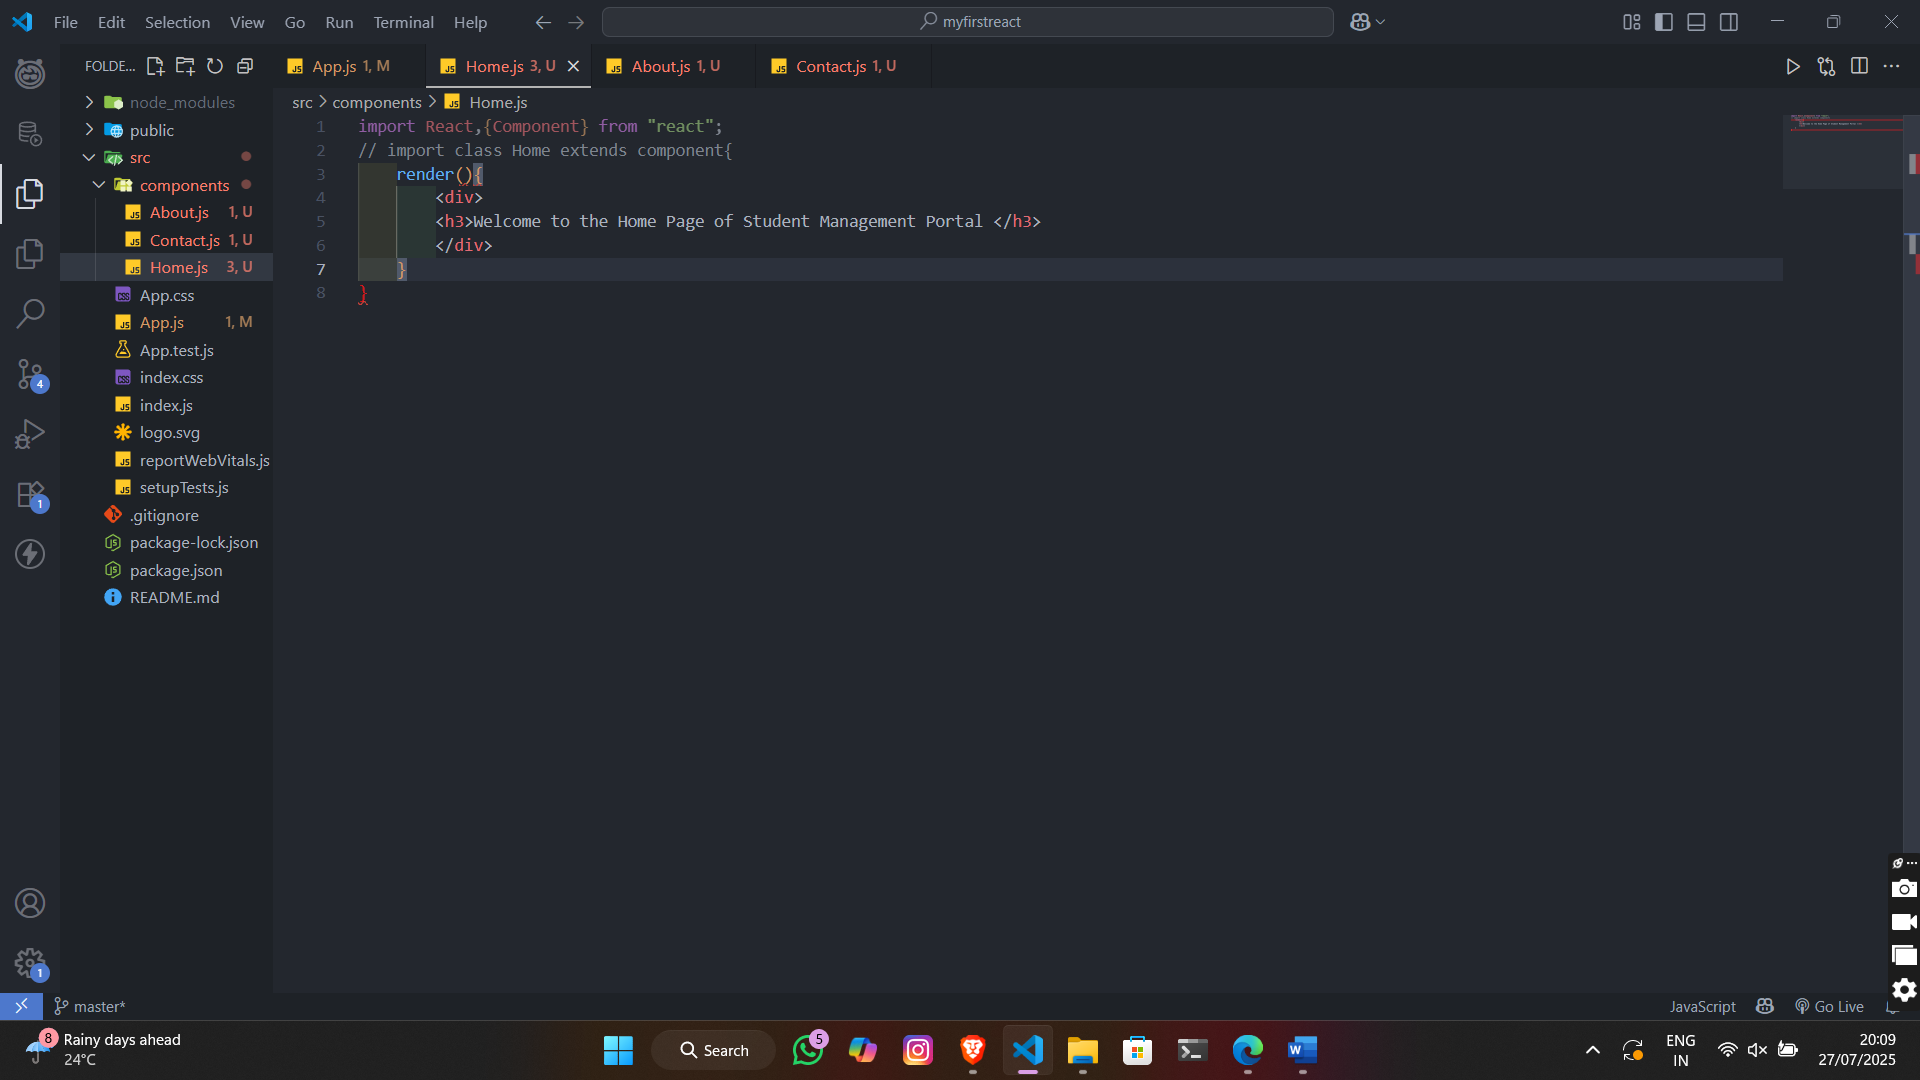 File Edit Selection View Go Run Terminal Help
myfirstreact
FOLDE...
App.js 1, M
Home.js 3, U
About.js 1, U
Contact.js 1, U
node_modules
public
src
components
About.js 1, U
Contact.js 1, U
Home.js 3, U
App.css
App.js 1, M
App.test.js
index.css
index.js
logo.svg
reportWebVitals.js
setupTests.js
.gitignore
package-lock.json
package.json
README.md
4
1
1
src > components > Home.js
1 import React,{Component} from "react";
2 // import class Home extends component{
3 render(){
4 <div>
5 <h3>Welcome to the Home Page of Student Management Portal </h3>
6 </div>
7 }
8 }
master*
JavaScript
Go Live
8
Rainy days ahead
24°C
Search
5
ENG
IN
20:09
27/07/2025